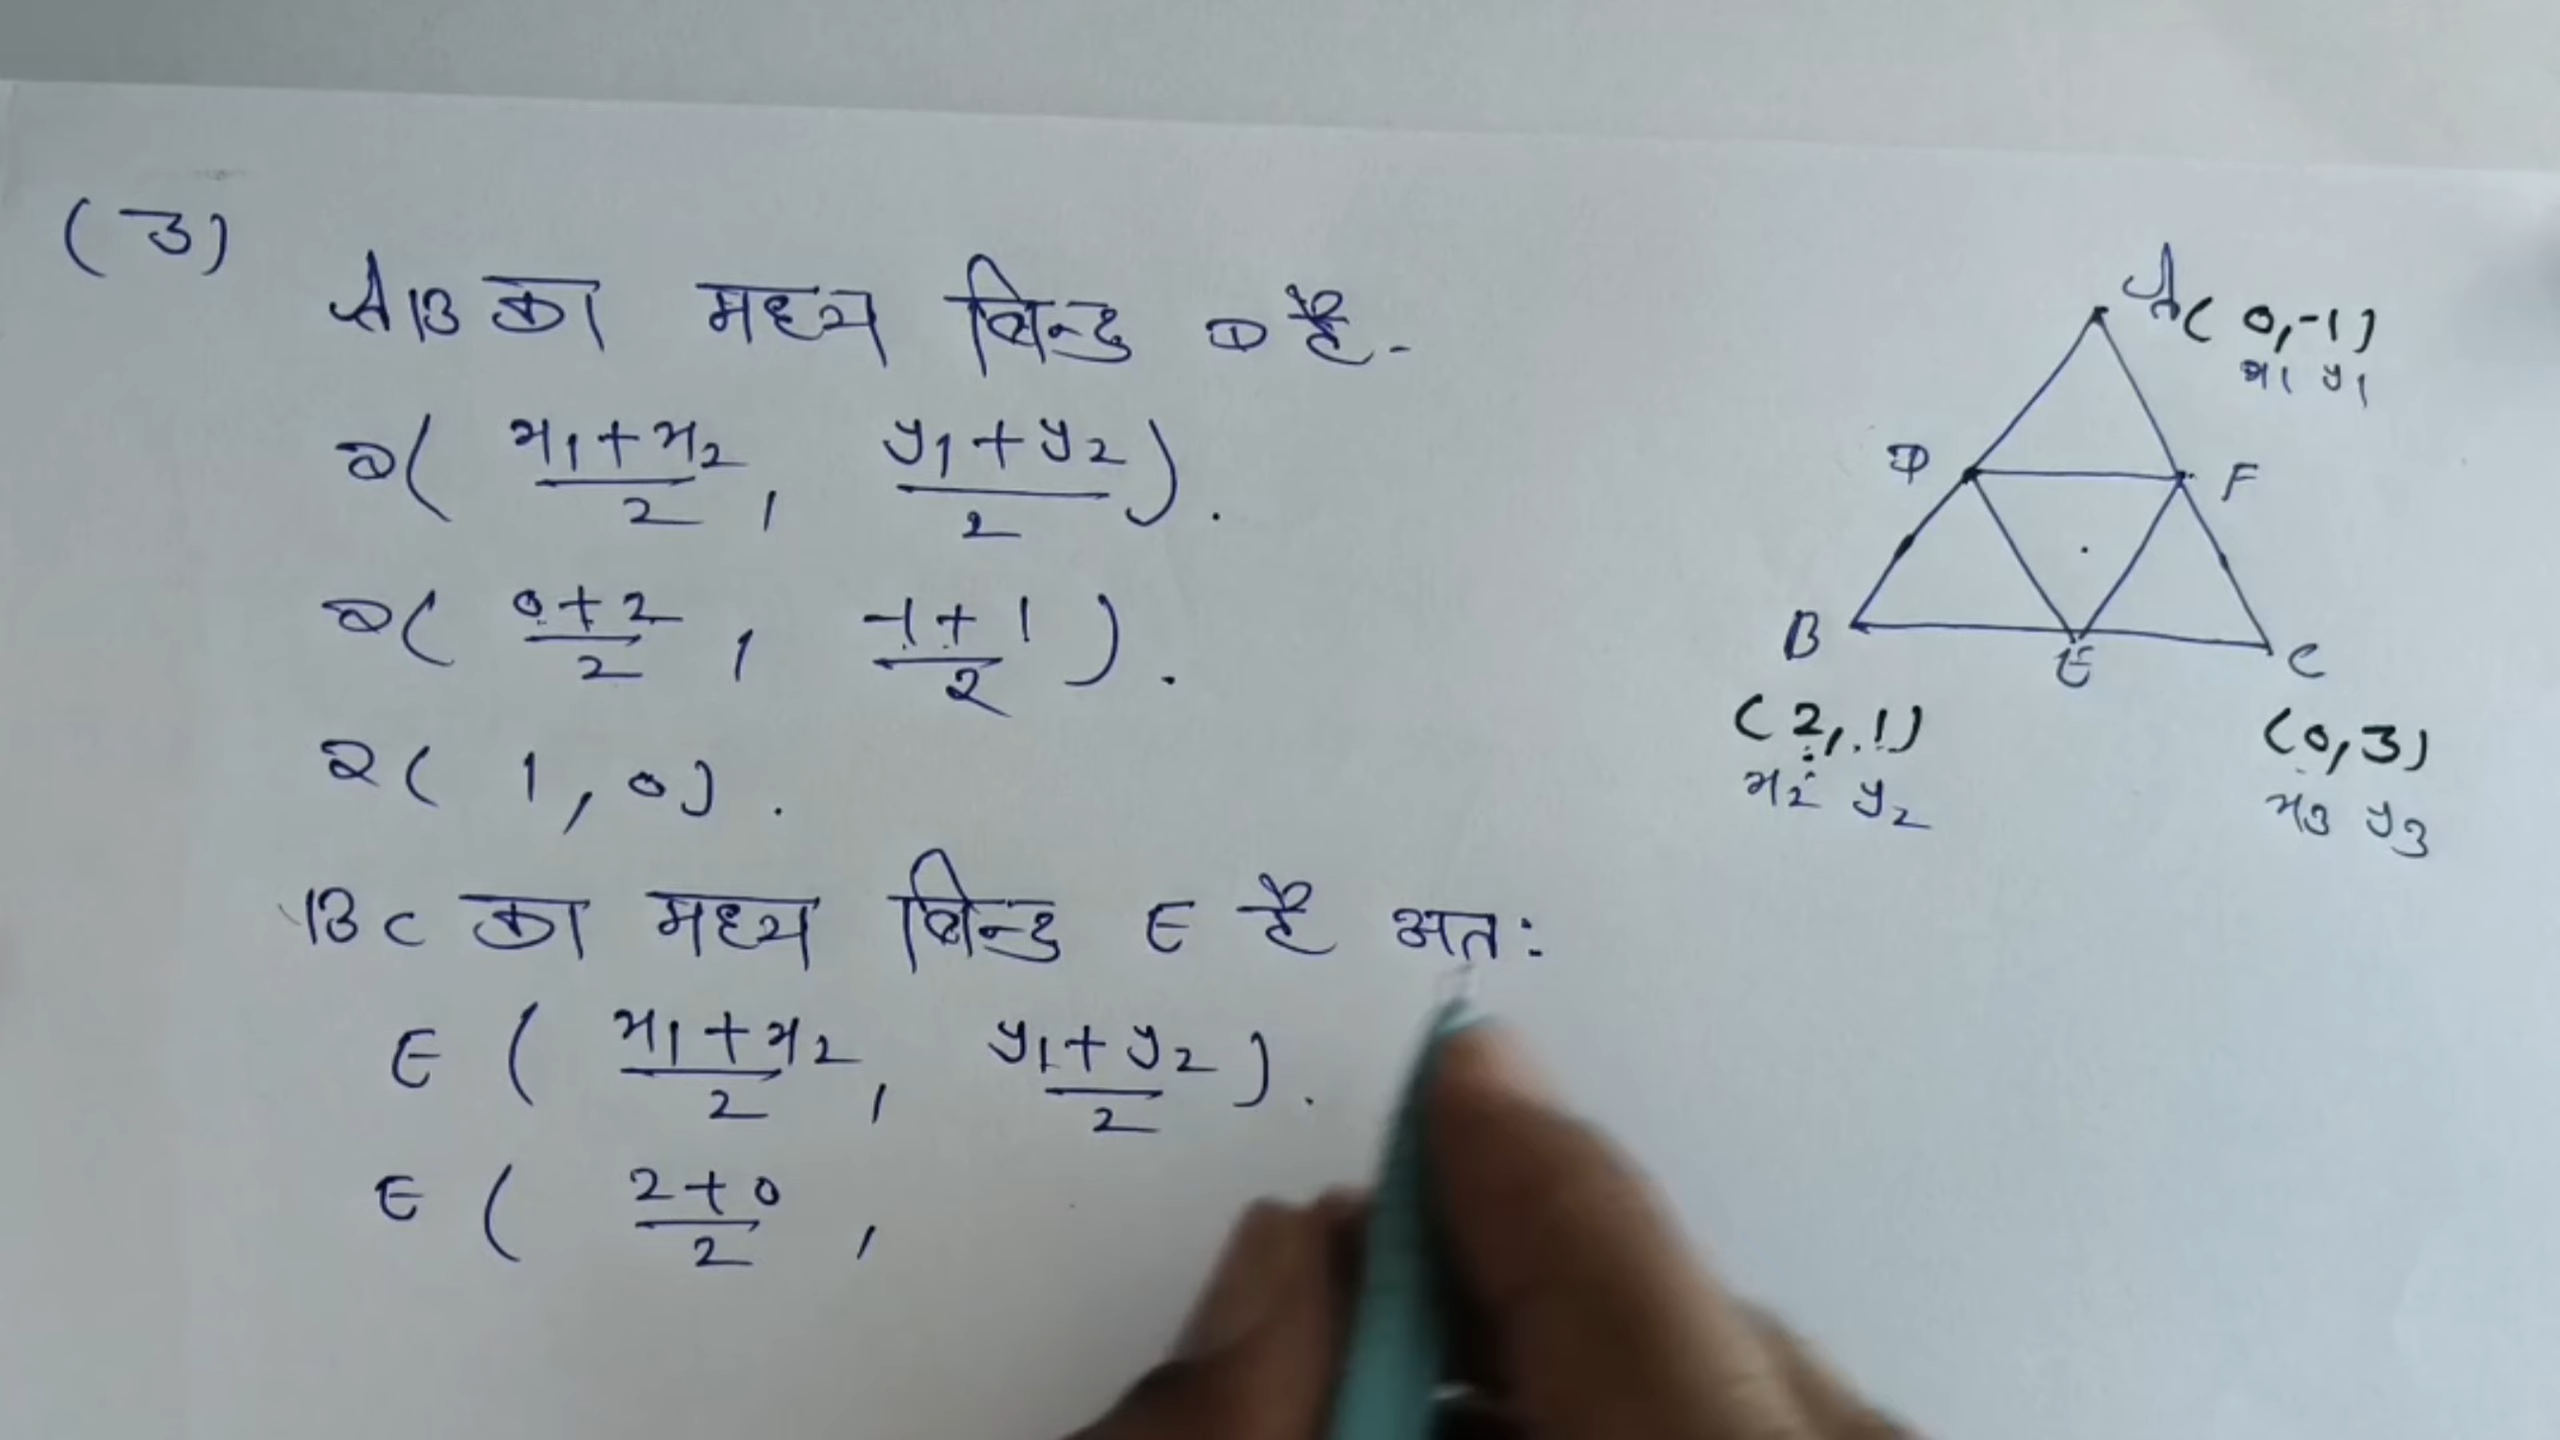 (3)
AB का मध्य बिन्दु D है-
D( x1+x2/2, y1+y2/2 ).
D( 0+2/2, -1+1/2 ).
D( 1, 0).
BC का मध्य बिन्दु E है अतः
E ( x1+x2/2, y1+y2/2 ).
E ( 2+0/2 ,
A( 0,-1)
x1 y1
D F
B E C
(2, 1) (0,3)
x2 y2 x3 y3